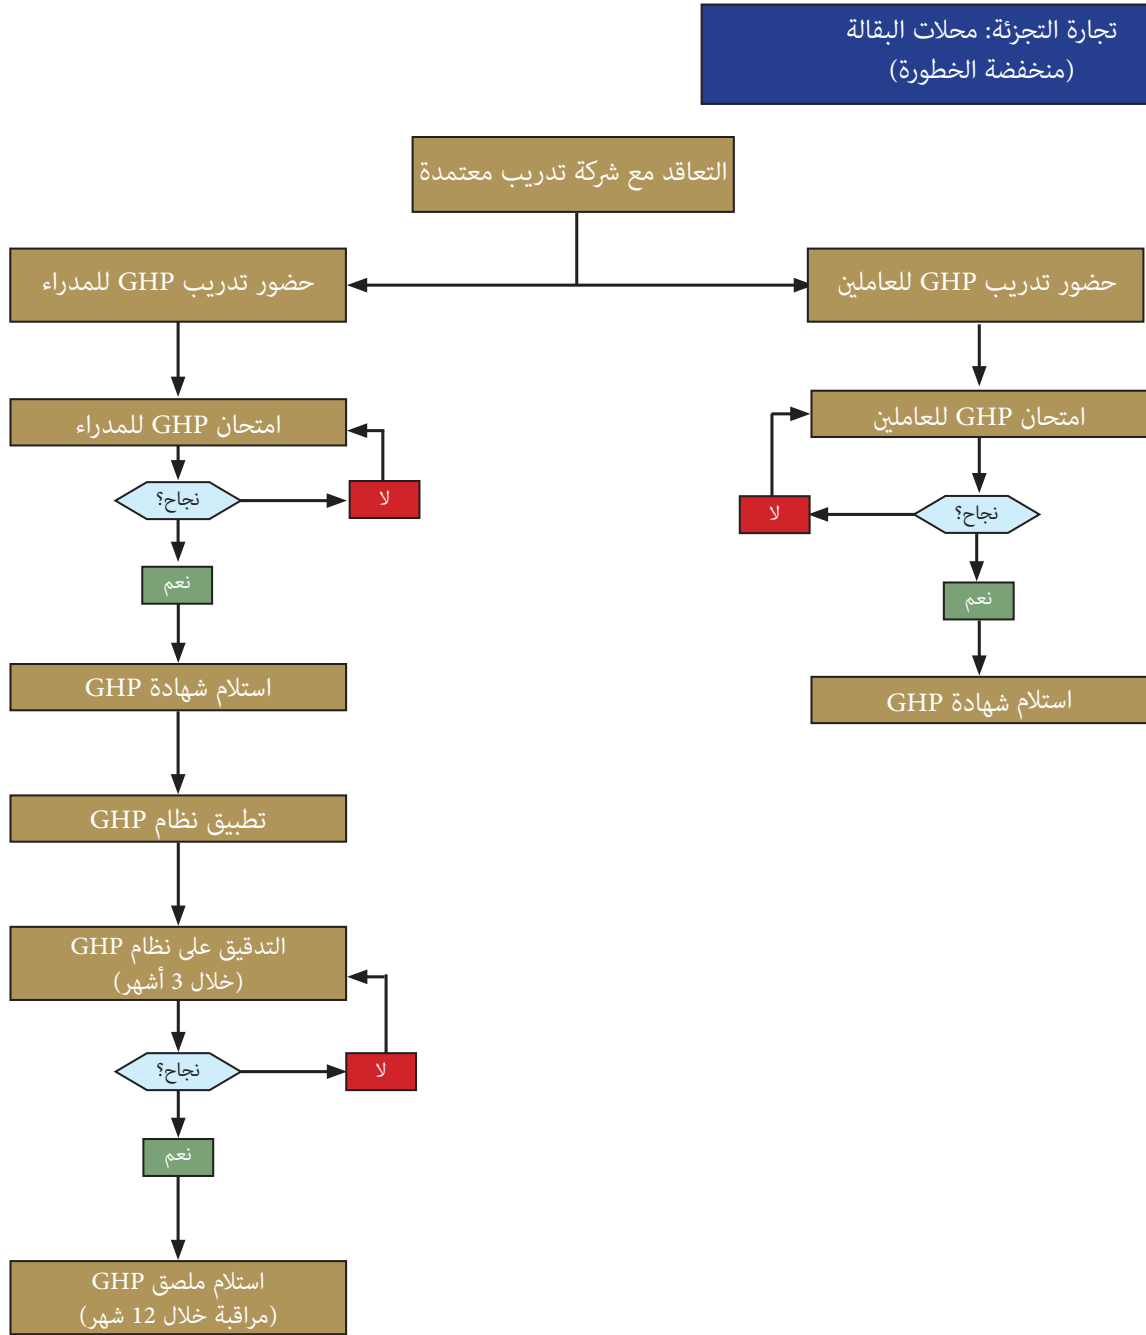 تجارة التجزئة: محلات البقالة
(منخفضة الخطورة)
التعاقد مع شركة تدريب معتمدة
حضور تدريب GHP للعاملين
امتحان GHP للعاملين
نجاح؟
لا
نعم
استلام شهادة GHP
حضور تدريب GHP للمدراء
امتحان GHP للمدراء
نجاح؟
لا
نعم
استلام شهادة GHP
تطبيق نظام GHP
التدقيق على نظام GHP
(خلال 3 أشهر)
نجاح؟
لا
نعم
استلام ملصق GHP
(مراقبة خلال 12 شهر)